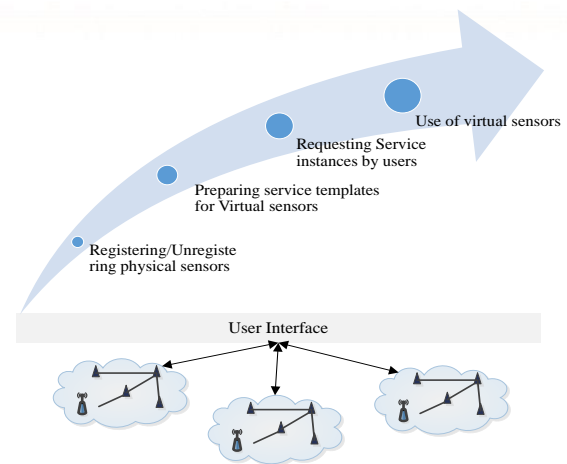 Use of virtual sensors
Requesting Service
instances by users
Preparing service templates
for Virtual sensors
Registering/Unregiste
ring physical sensors
User Interface